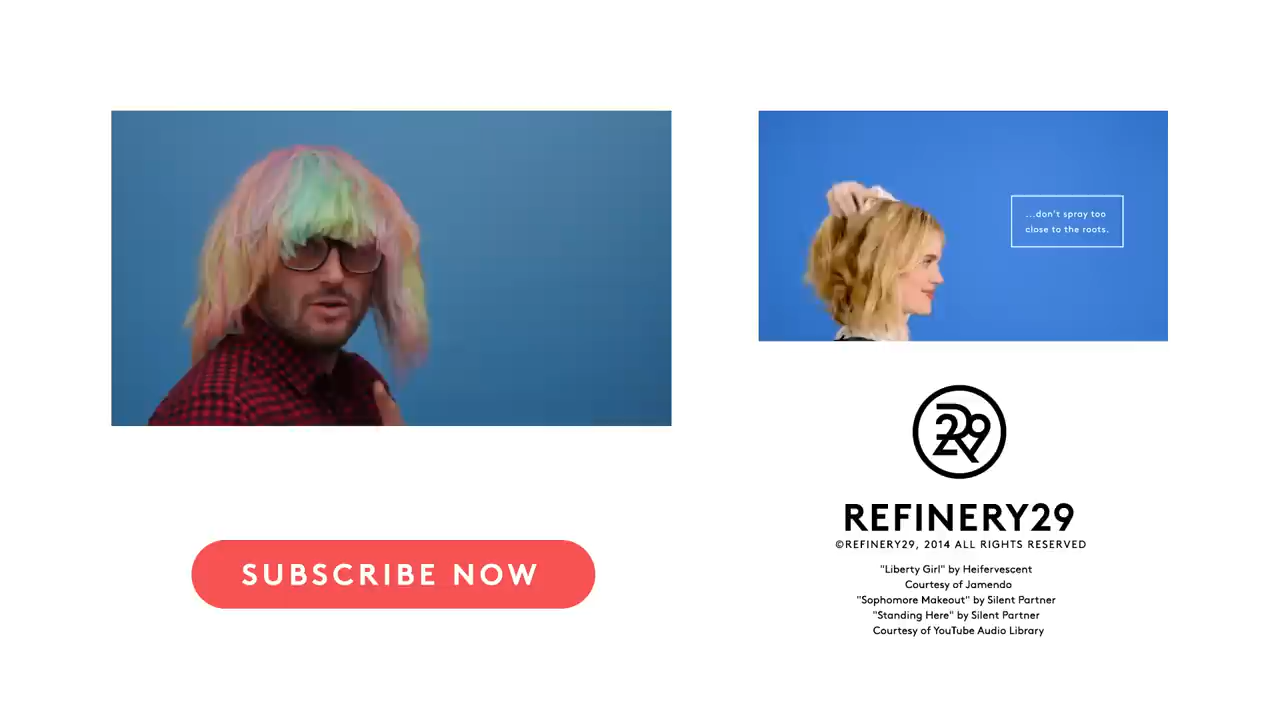 ...don't spray too
close to the roots.
R29
REFINERY29
©REFINERY29, 2014 ALL RIGHTS RESERVED
"Liberty Girl" by Heifervescent
Courtesy of Jamendo
"Sophomore Makeout" by Silent Partner
"Standing Here" by Silent Partner
Courtesy of YouTube Audio Library
SUBSCRIBE NOW